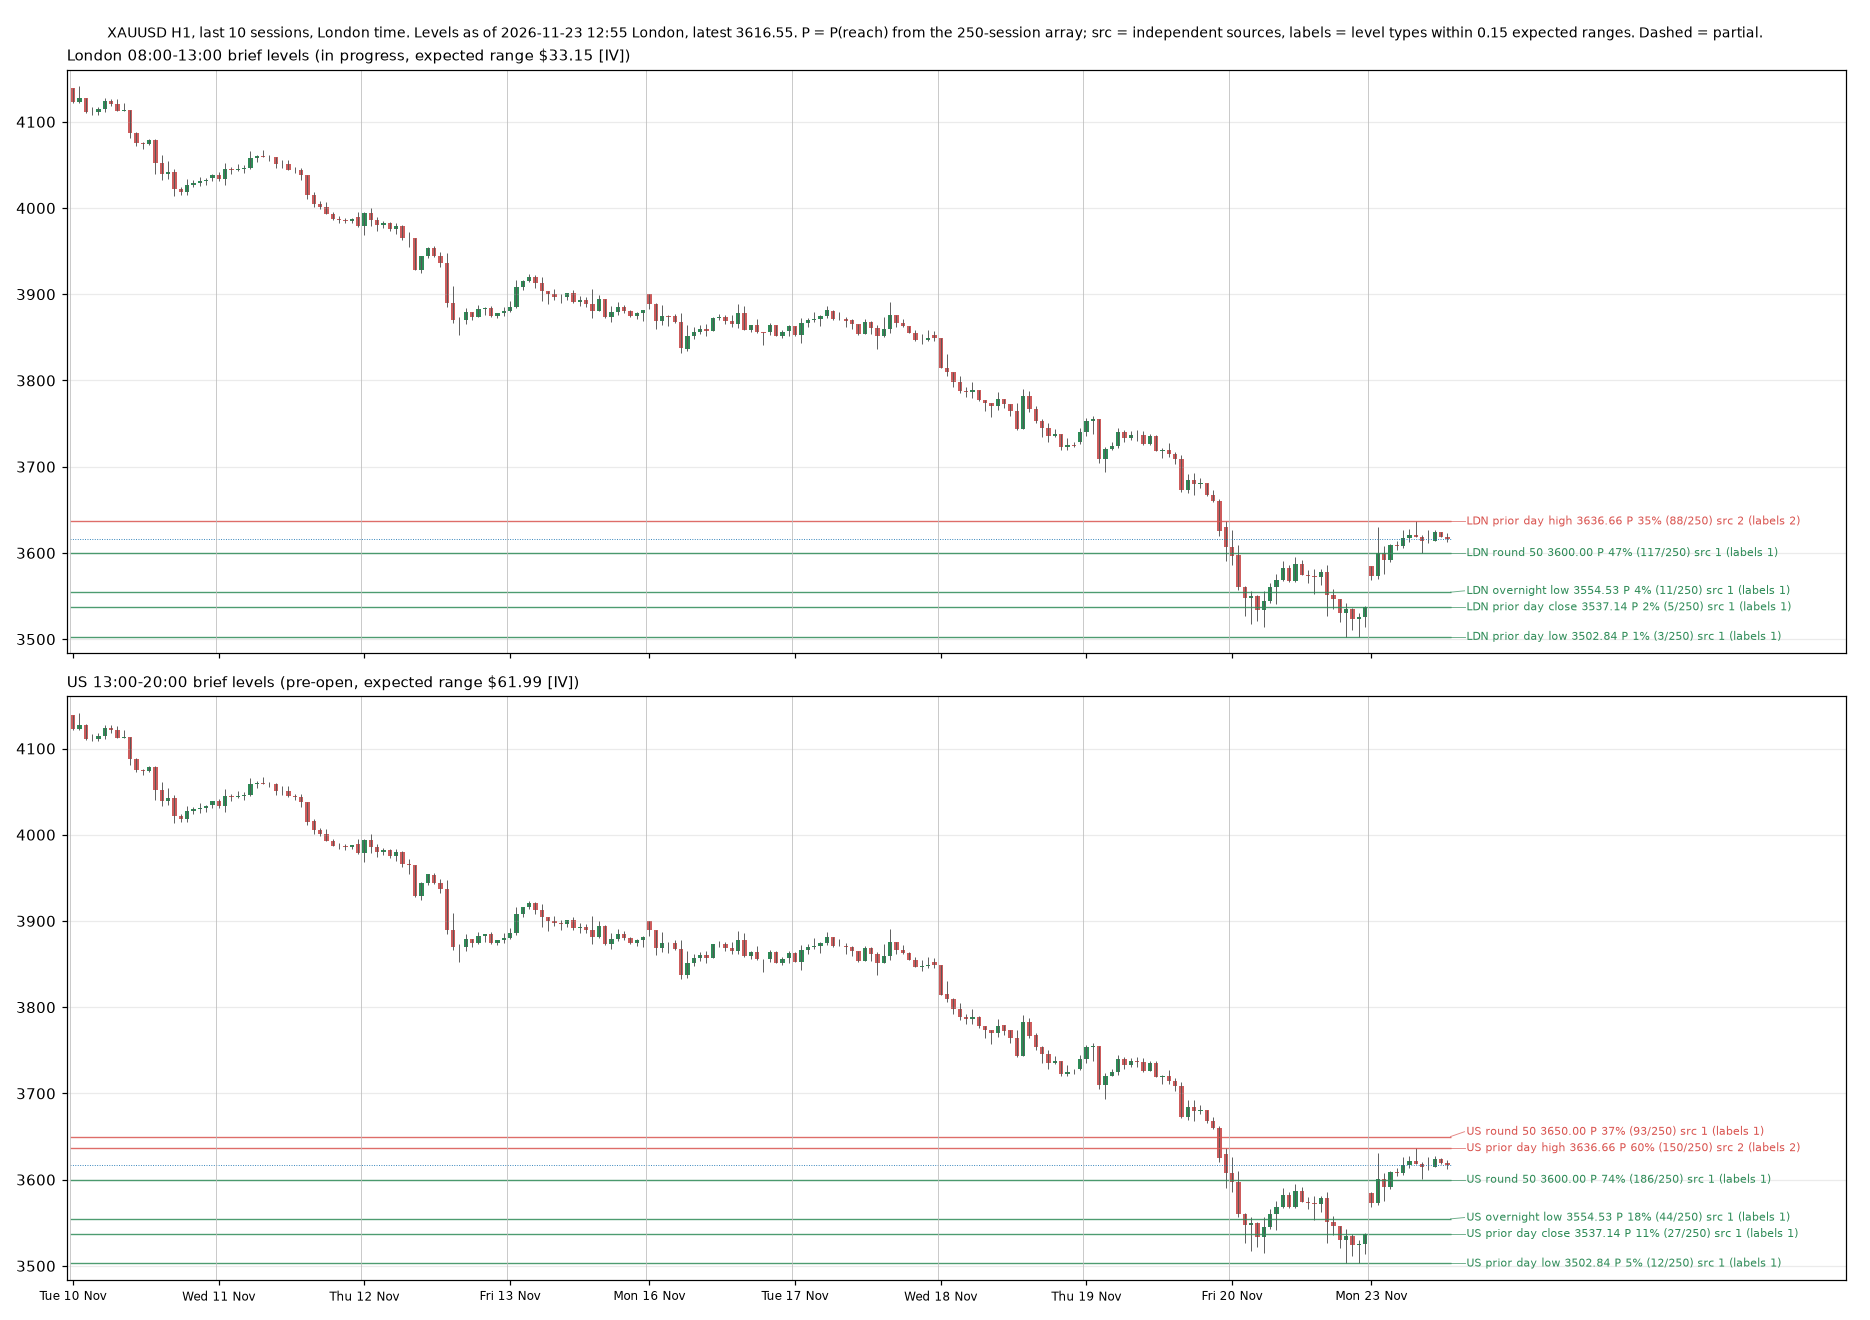 XAUUSD H1, last 10 sessions, London time. Levels as of 2026-11-23 12:55 London, latest 3616.55. P = P(reach) from the 250-session array; src = independent sources, labels = level types within 0.15 expected ranges. Dashed = partial.
London 08:00-13:00 brief levels (in progress, expected range $33.15 [IV])
4100
4000
3900
3800
3700
3600
3500
LDN prior day high 3636.66 P 35% (88/250) src 2 (labels 2)
LDN round 50 3600.00 P 47% (117/250) src 1 (labels 1)
LDN overnight low 3554.53 P 4% (11/250) src 1 (labels 1)
LDN prior day close 3537.14 P 2% (5/250) src 1 (labels 1)
LDN prior day low 3502.84 P 1% (3/250) src 1 (labels 1)
US 13:00-20:00 brief levels (pre-open, expected range $61.99 [IV])
4100
4000
3900
3800
3700
3600
3500
US round 50 3650.00 P 37% (93/250) src 1 (labels 1)
US prior day high 3636.66 P 60% (150/250) src 2 (labels 2)
US round 50 3600.00 P 74% (186/250) src 1 (labels 1)
US overnight low 3554.53 P 18% (44/250) src 1 (labels 1)
US prior day close 3537.14 P 11% (27/250) src 1 (labels 1)
US prior day low 3502.84 P 5% (12/250) src 1 (labels 1)
Tue 10 Nov Wed 11 Nov Thu 12 Nov Fri 13 Nov Mon 16 Nov Tue 17 Nov Wed 18 Nov Thu 19 Nov Fri 20 Nov Mon 23 Nov